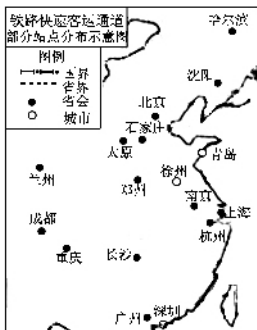 铁路快速客运通道
部分站点分布示意图
图例
国界
省界
省会
城市
哈尔滨
沈阳
北京
石家庄
太原
青岛
兰州
郑州
徐州
南京
上海
成都
杭州
重庆
长沙
广州
深圳